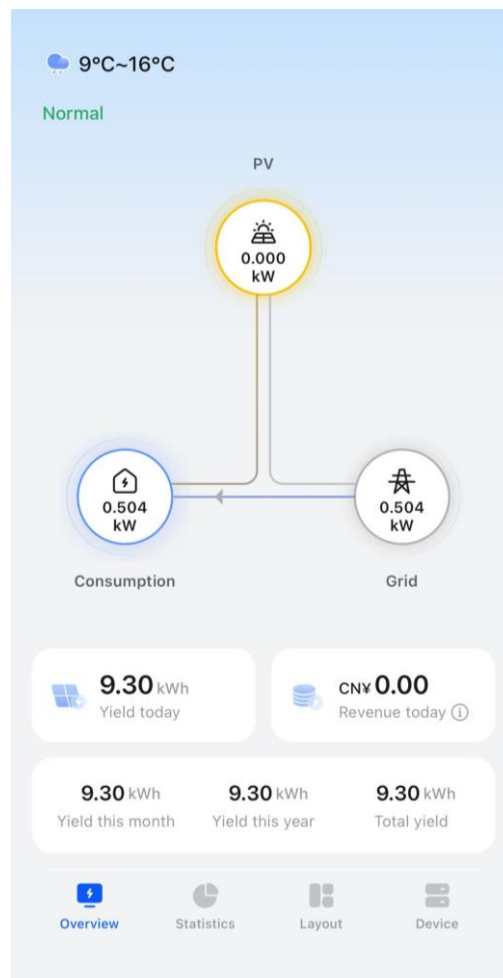 9°C~16°C
Normal
PV
0.000
kW
0.504
kW
0.504
kW
Consumption
Grid
9.30 kWh
Yield today
CN¥ 0.00
Revenue today
9.30 kWh
9.30 kWh
9.30 kWh
Yield this month
Yield this year
Total yield
Overview
Statistics
Layout
Device